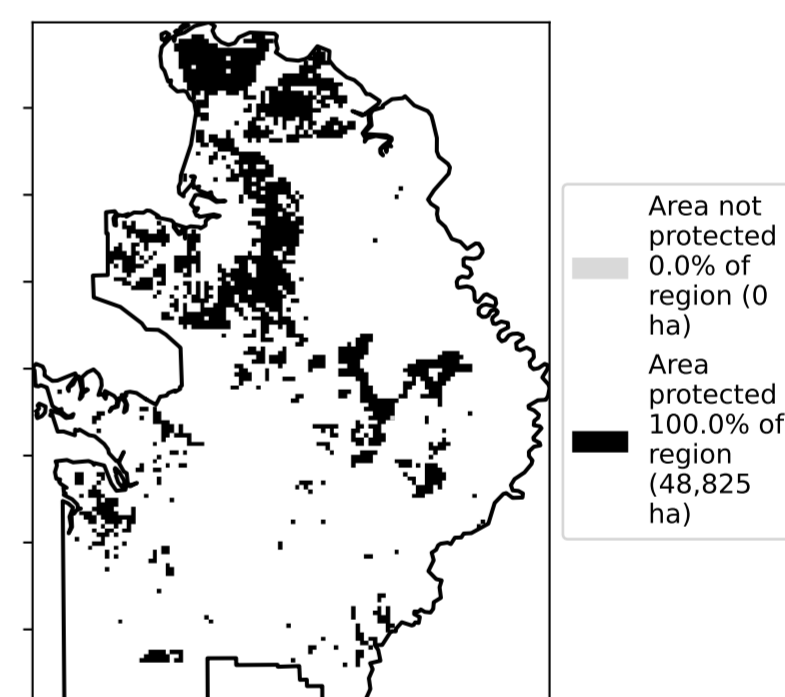 Area not
protected
0.0% of
region (0
ha)
Area
protected
100.0% of
region
(48,825
ha)